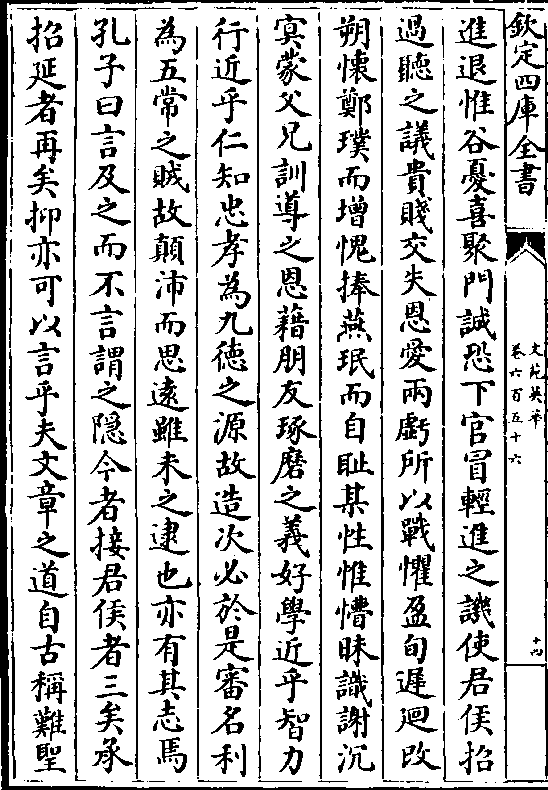 欽定四庫全書
文苑英華
卷六百五十六
十四
進退惟谷憂喜聚門誠恐下官冒輕進之譏使君侯招
過聽之議貴賤交失恩愛兩虧所以戰懼盈旬遲迴改
朔懷鄭璞而增愧捧燕珉而自恥某性惟懵昧識謝沉
㝠蒙父兄訓導之恩藉朋友琢磨之義好學近乎智力
行近乎仁知忠孝為九徳之源故造次必於是審名利
為五常之賊故顛沛而思遠雖未之逮也亦有其志焉
孔子曰言及之而不言謂之隠今者接君侯者三矣承
招延者再矣抑亦可以言乎夫文章之道自古稱難聖